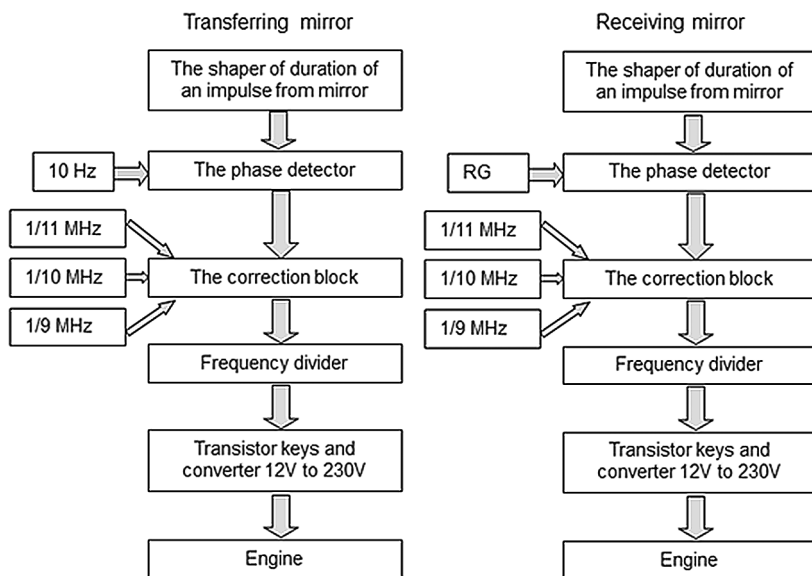 Transferring mirror
The shaper of duration of
an impulse from mirror
10 Hz
The phase detector
1/11 MHz
1/10 MHz
The correction block
1/9 MHz
Frequency divider
Transistor keys and
converter 12V to 230V
Engine
Receiving mirror
The shaper of duration of
an impulse from mirror
RG
The phase detector
1/11 MHz
1/10 MHz
The correction block
1/9 MHz
Frequency divider
Transistor keys and
converter 12V to 230V
Engine